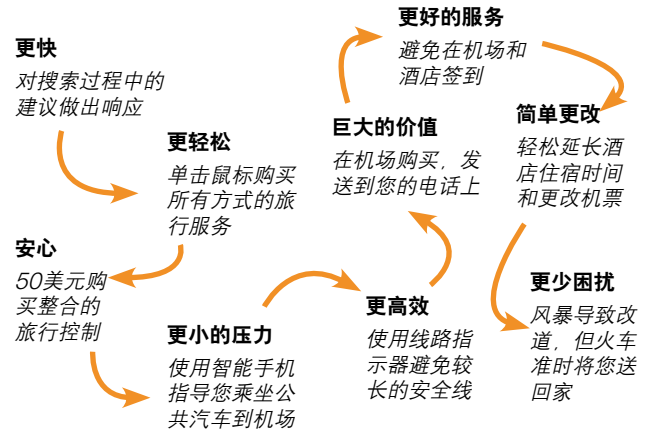 更快
对搜索过程中的
建议做出响应
更轻松
单击鼠标购买
所有方式的旅
行服务
安心
50美元购
买整合的
旅行控制
更小的压力
使用智能手机
指导您乘坐公
共汽车到机场
更高效
使用线路指
示器避免较
长的安全线
巨大的价值
在机场购买，发
送到您的电话上
更好的服务
避免在机场和
酒店签到
简单更改
轻松延长酒
店住宿时间
和更改机票
更少困扰
风暴导致改
道，但火车
准时将您送
回家